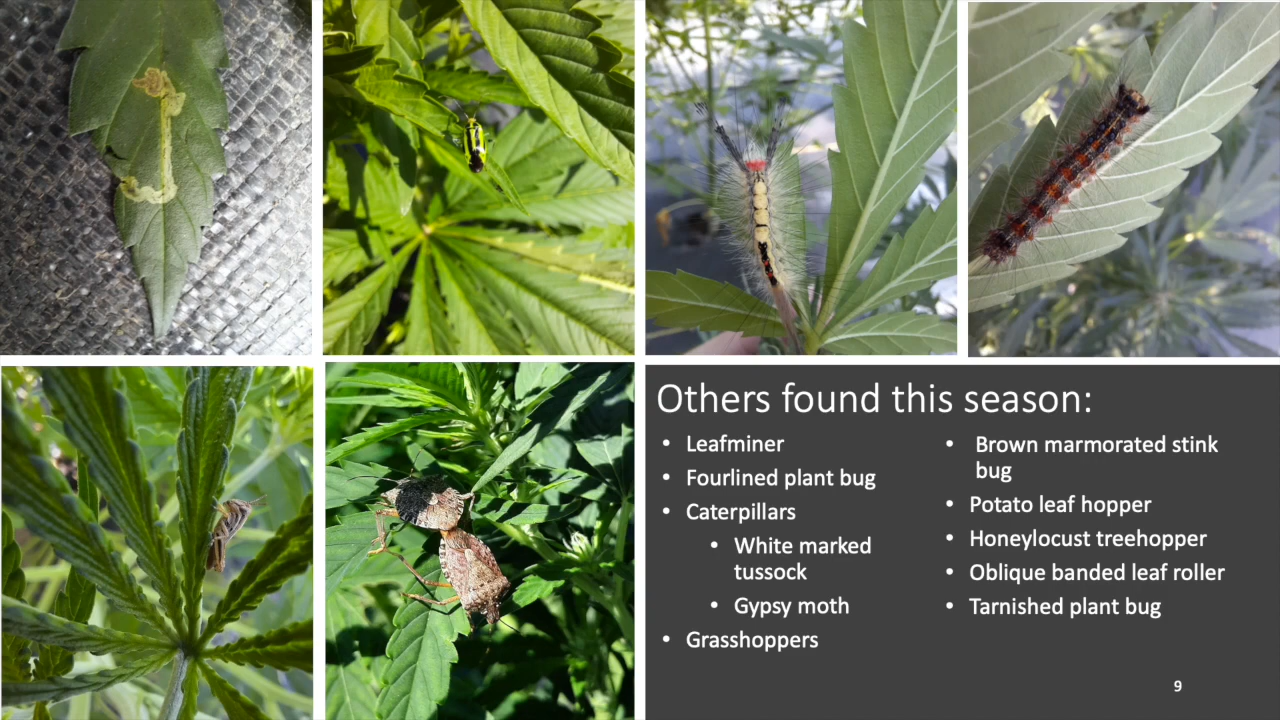 Others found this season:
• Leafminer
• Fourlined plant bug
• Caterpillars
• White marked
tussock
• Gypsy moth
• Grasshoppers
• Brown marmorated stink
bug
• Potato leaf hopper
• Honeylocust treehopper
• Oblique banded leaf roller
• Tarnished plant bug
9